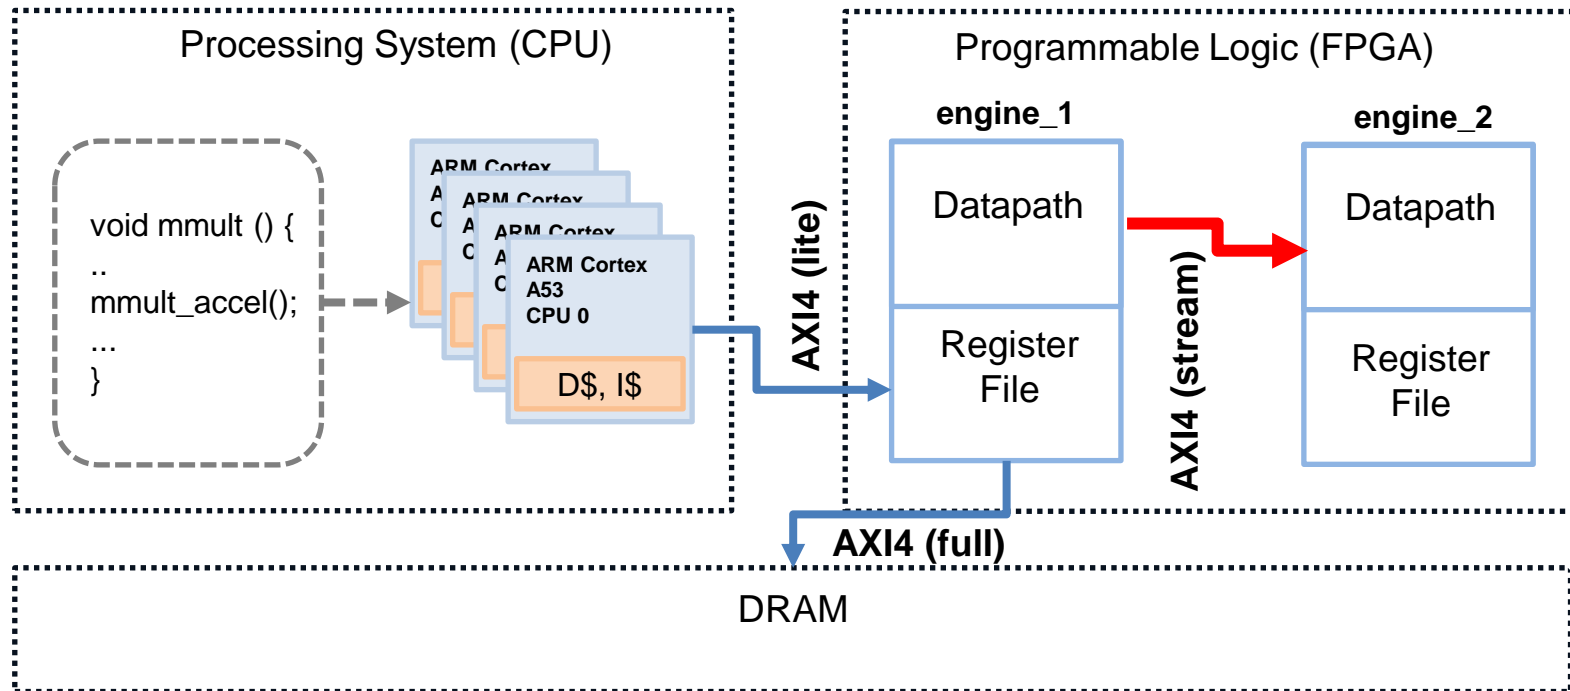 Processing System (CPU)
void mmult () {
..
mmult_accel();
...
}
ARM Cortex
A
C
ARM Cortex
A
C
ARM Cortex
A
C
ARM Cortex
A53
CPU 0
D$, I$
AXI4 (lite)
Programmable Logic (FPGA)
engine_1
Datapath
Register
File
AXI4 (stream)
engine_2
Datapath
Register
File
AXI4 (full)
DRAM